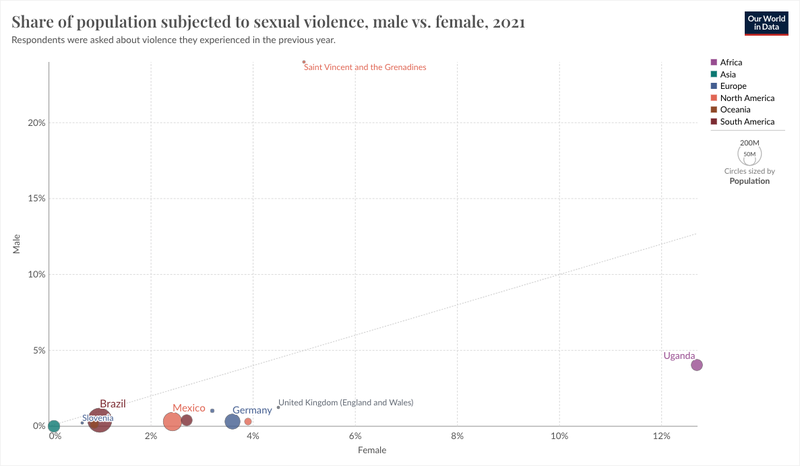 Share of population subjected to sexual violence, male vs. female, 2021
Respondents were asked about violence they experienced in the previous year.
Our World
in Data
Saint Vincent and the Grenadines
Africa
Asia
Europe
North America
Oceania
South America
200M
50M
Circles sized by
Population
20%
15%
Male
10%
5%
0%
Uganda
Brazil
Slovenia
Mexico
Germany
United Kingdom (England and Wales)
0%
2%
4%
6%
8%
10%
12%
Female